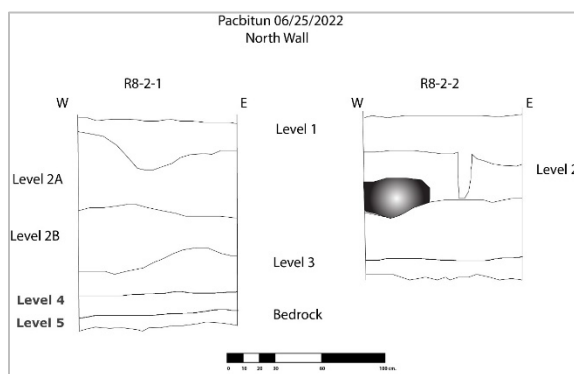 Pacbitun 06/25/2022
North Wall
R8-2-1
R8-2-2
W
E
W
E
Level 1
Level 2A
Level 2
Level 2B
Level 3
Level 4
Level 5
Bedrock
0 10 20 30 60 100 cm.